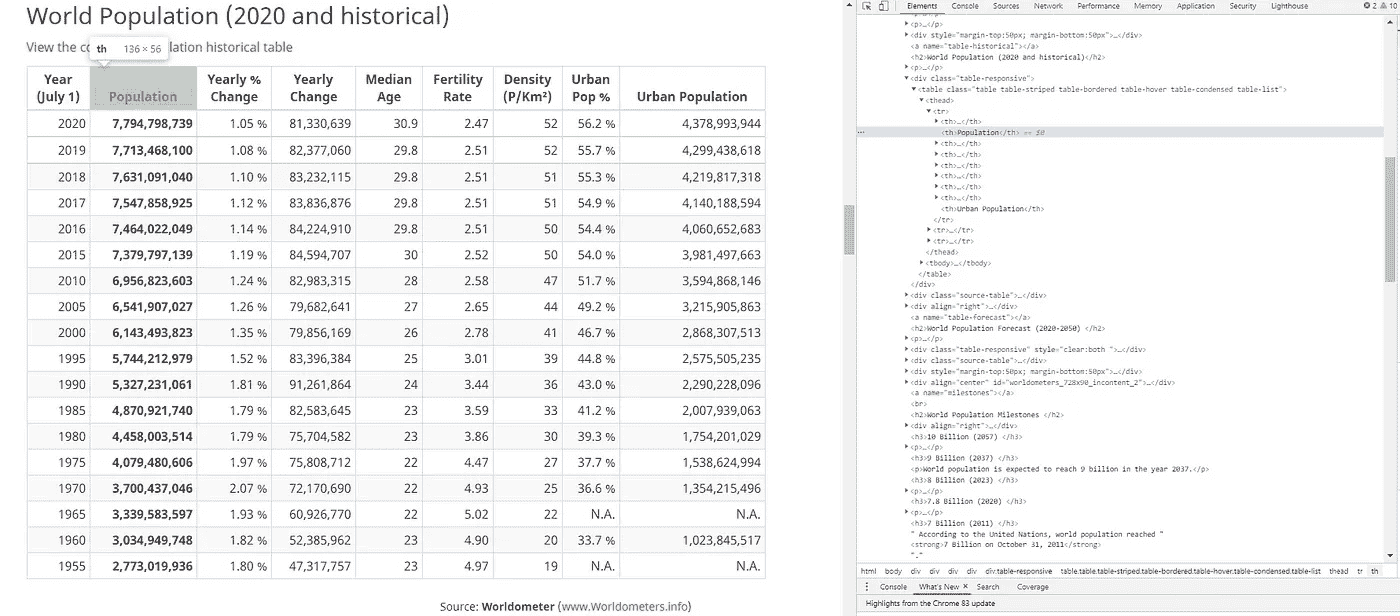 World Population (2020 and historical)
View the co lation historical table
th 136 × 56
Year (July 1) Population Yearly % Change Yearly Change Median Age Fertility Rate Density (P/Km²) Urban Pop % Urban Population
2020 7,794,798,739 1.05 % 81,330,639 30.9 2.47 52 56.2 % 4,378,993,944
2019 7,713,468,100 1.08 % 82,377,060 29.8 2.51 52 55.7 % 4,299,438,618
2018 7,631,091,040 1.10 % 83,232,115 29.8 2.51 51 55.3 % 4,219,817,318
2017 7,547,858,925 1.12 % 83,836,876 29.8 2.51 51 54.9 % 4,140,188,594
2016 7,464,022,049 1.14 % 84,224,910 29.8 2.51 50 54.4 % 4,060,652,683
2015 7,379,797,139 1.19 % 84,594,707 30 2.52 50 54.0 % 3,981,497,663
2010 6,956,823,603 1.24 % 82,983,315 28 2.58 47 51.7 % 3,594,868,146
2005 6,541,907,027 1.26 % 79,682,641 27 2.65 44 49.2 % 3,215,905,863
2000 6,143,493,823 1.35 % 79,856,169 26 2.78 41 46.7 % 2,868,307,513
1995 5,744,212,979 1.52 % 83,396,384 25 3.01 39 44.8 % 2,575,505,235
1990 5,327,231,061 1.81 % 91,261,864 24 3.44 36 43.0 % 2,290,228,096
1985 4,870,921,740 1.79 % 82,583,645 23 3.59 33 41.2 % 2,007,939,063
1980 4,458,003,514 1.79 % 75,704,582 23 3.86 30 39.3 % 1,754,201,029
1975 4,079,480,606 1.97 % 75,808,712 22 4.47 27 37.7 % 1,538,624,994
1970 3,700,437,046 2.07 % 72,170,690 22 4.93 25 36.6 % 1,354,215,496
1965 3,339,583,597 1.93 % 60,926,770 22 5.02 22 N.A. N.A.
1960 3,034,949,748 1.82 % 52,385,962 23 4.90 20 33.7 % 1,023,845,517
1955 2,773,019,936 1.80 % 47,317,757 23 4.97 19 N.A. N.A.
Source: Worldometer (www.Worldometers.info)
Elements Console Sources Network Performance Memory Application Security Lighthouse 2 10
<p>…</p>
<div style="margin-top:50px; margin-bottom:50px">…</div>
<a name="table-historical"></a>
<h2>World Population (2020 and historical)</h2>
<p>…</p>
<div class="table-responsive">
<table class="table table-striped table-bordered table-hover table-condensed table-list">
<thead>
<tr>
<th>…</th>
<th>Population</th> == $0
<th>…</th>
<th>…</th>
<th>…</th>
<th>…</th>
<th>…</th>
<th>…</th>
<th>Urban Population</th>
</tr>
<tr>…</tr>
<tr>…</tr>
</thead>
<tbody>…</tbody>
</table>
</div>
<div class="source-table">…</div>
<div align="right">…</div>
<a name="table-forecast"></a>
<h2>World Population Forecast (2020-2050) </h2>
<p>…</p>
<div class="table-responsive" style="clear:both ">…</div>
<div class="source-table">…</div>
<div style="margin-top:50px; margin-bottom:50px">…</div>
<div align="center" id="worldometers_728x90_incontent_2">…</div>
<a name="milestones"></a>
<br>
<h2>World Population Milestones </h2>
<div align="right">…</div>
<h3>10 Billion (2057) </h3>
<p>…</p>
<h3>9 Billion (2037) </h3>
<p>World population is expected to reach 9 billion in the year 2037.</p>
<h3>8 Billion (2023) </h3>
<p>…</p>
<h3>7.8 Billion (2020) </h3>
<p>…</p>
<h3>7 Billion (2011) </h3>
" According to the United Nations, world population reached "
<strong>7 Billion on October 31, 2011</strong>
"."
html body div div div div div.table-responsive table.table.table-striped.table-bordered.table-hover.table-condensed.table-list thead tr th
Console What's New × Search Coverage
Highlights from the Chrome 83 update